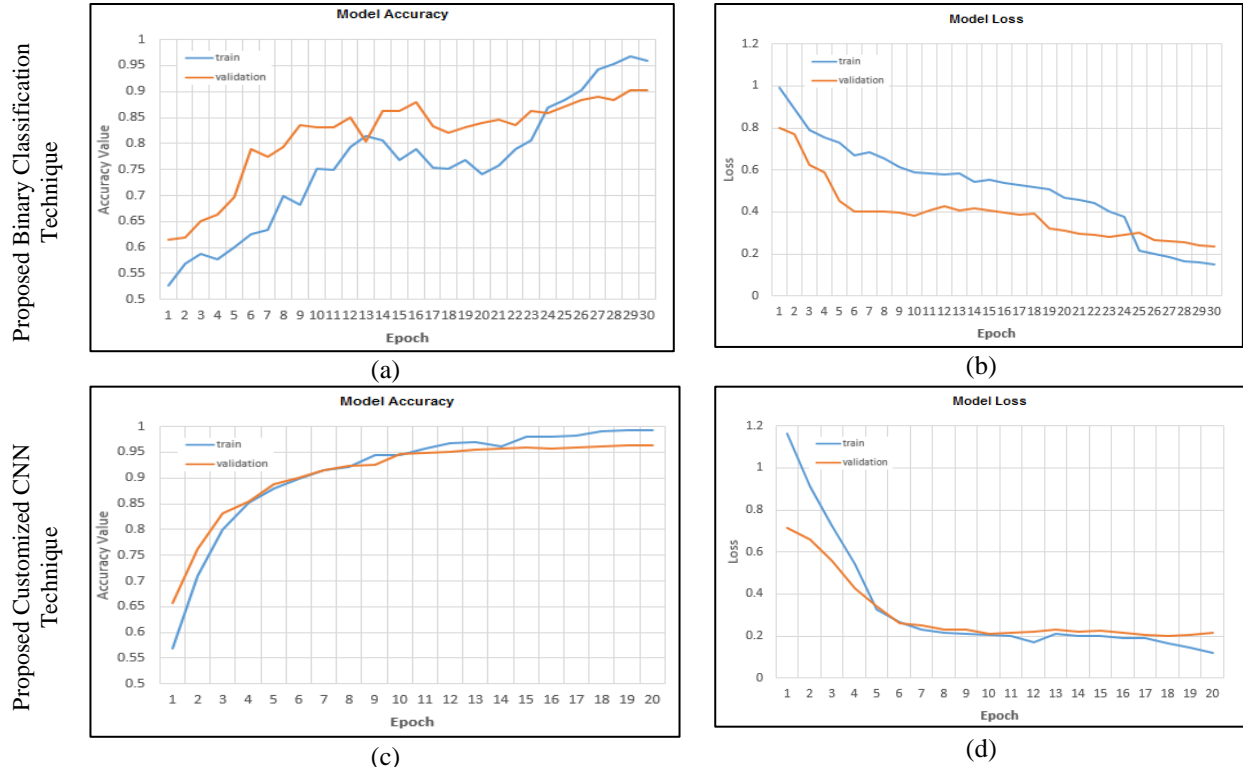 Proposed Binary Classification
Technique
Model Accuracy
1
0.95
0.9
0.85
0.8
0.75
0.7
0.65
0.6
0.55
0.5
Accuracy Value
train
validation
1 2 3 4 5 6 7 8 9 10 11 12 13 14 15 16 17 18 19 20 21 22 23 24 25 26 27 28 29 30
Epoch
(a)
Model Loss
1.2
1
0.8
0.6
0.4
0.2
0
Loss
train
validation
1 2 3 4 5 6 7 8 9 10 11 12 13 14 15 16 17 18 19 20 21 22 23 24 25 26 27 28 29 30
Epoch
(b)
Proposed Customized CNN
Technique
Model Accuracy
1
0.95
0.9
0.85
0.8
0.75
0.7
0.65
0.6
0.55
0.5
Accuracy Value
train
validation
1 2 3 4 5 6 7 8 9 10 11 12 13 14 15 16 17 18 19 20
Epoch
(c)
Model Loss
1.2
1
0.8
0.6
0.4
0.2
0
Loss
train
validation
1 2 3 4 5 6 7 8 9 10 11 12 13 14 15 16 17 18 19 20
Epoch
(d)